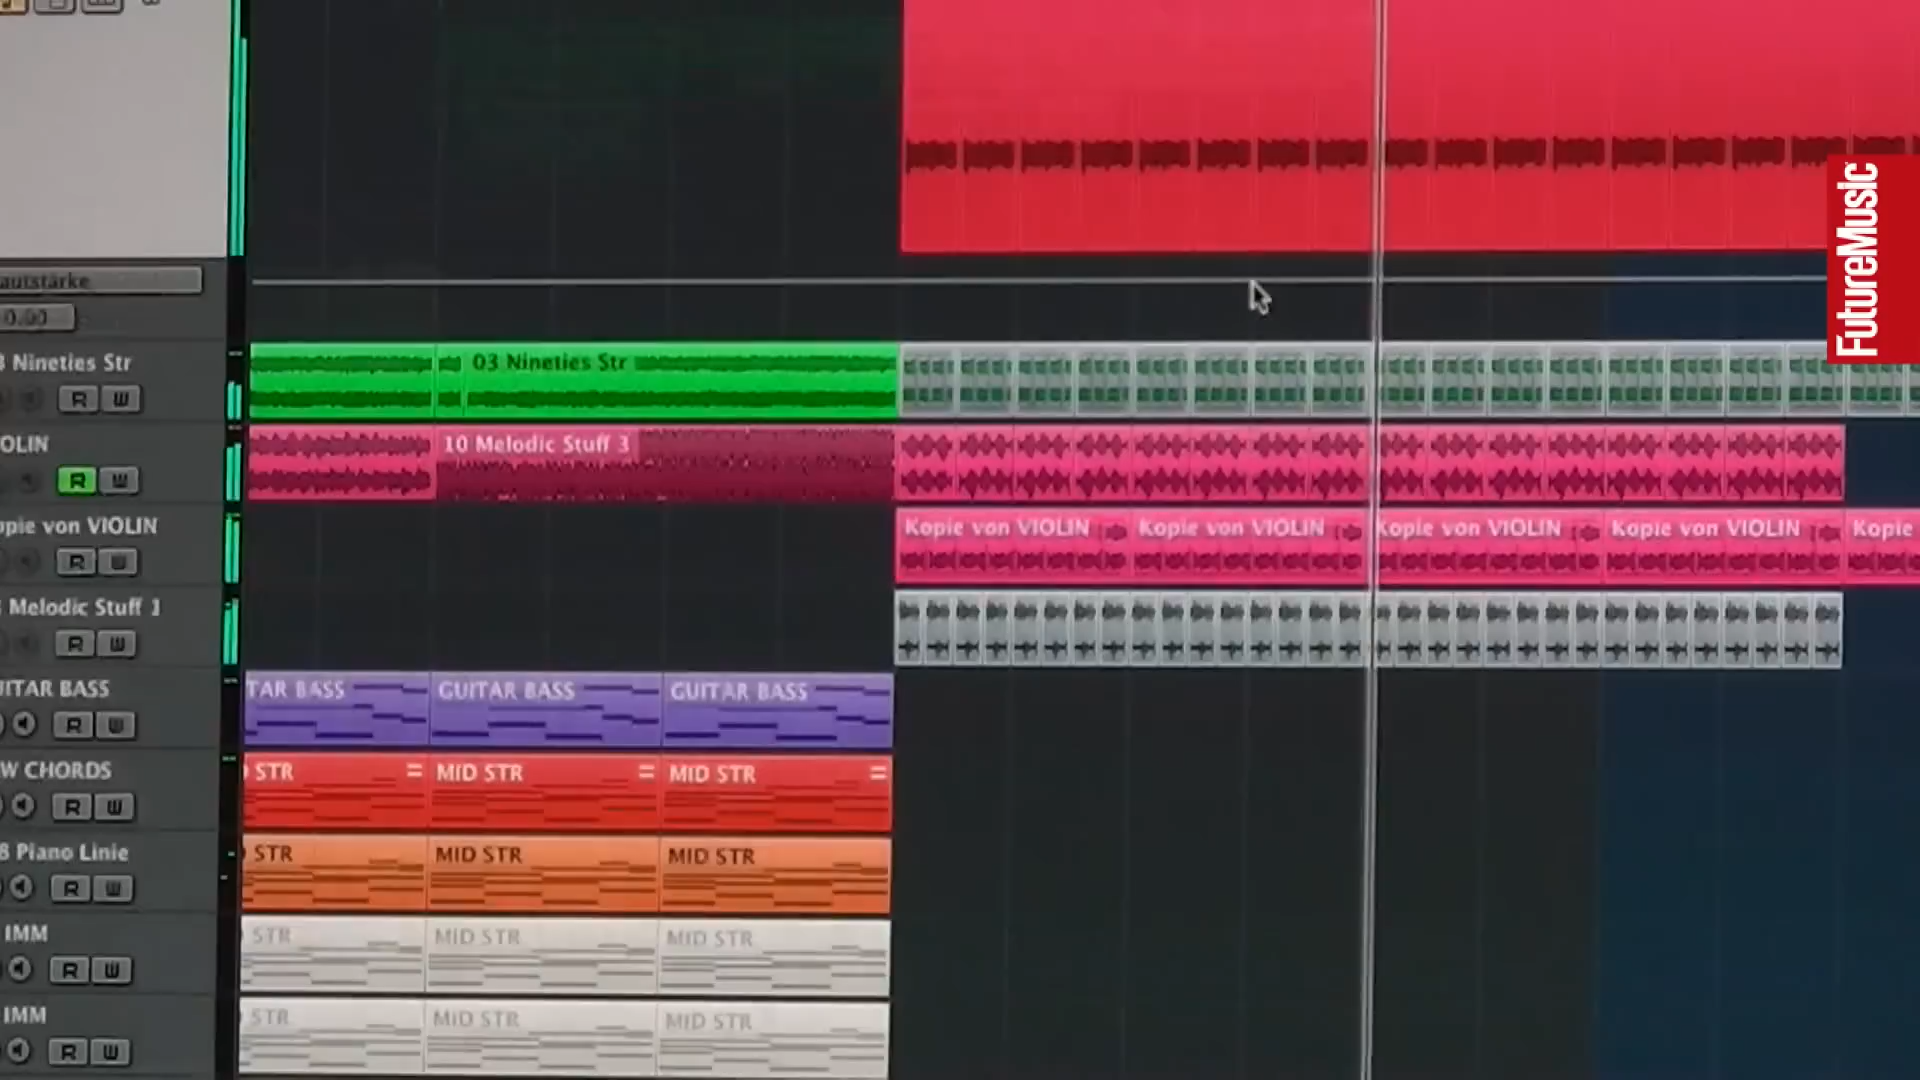 autstärke
0.00
FutureMusic
3 Nineties Str
03 Nineties Str
R W
OLIN
10 Melodic Stuff 3
R W
opie von VIOLIN
Kopie von VIOLIN
Kopie von VIOLIN
Kopie von VIOLIN
Kopie von VIOLIN
Kopie
R W
Melodic Stuff 1
R W
ITAR BASS
TAR BASS
GUITAR BASS
GUITAR BASS
R W
W CHORDS
STR
MID STR
MID STR
R W
8 Piano Linie
STR
MID STR
MID STR
R W
IMM
STR
MID STR
MID STR
R W
IMM
STR
MID STR
MID STR
R W